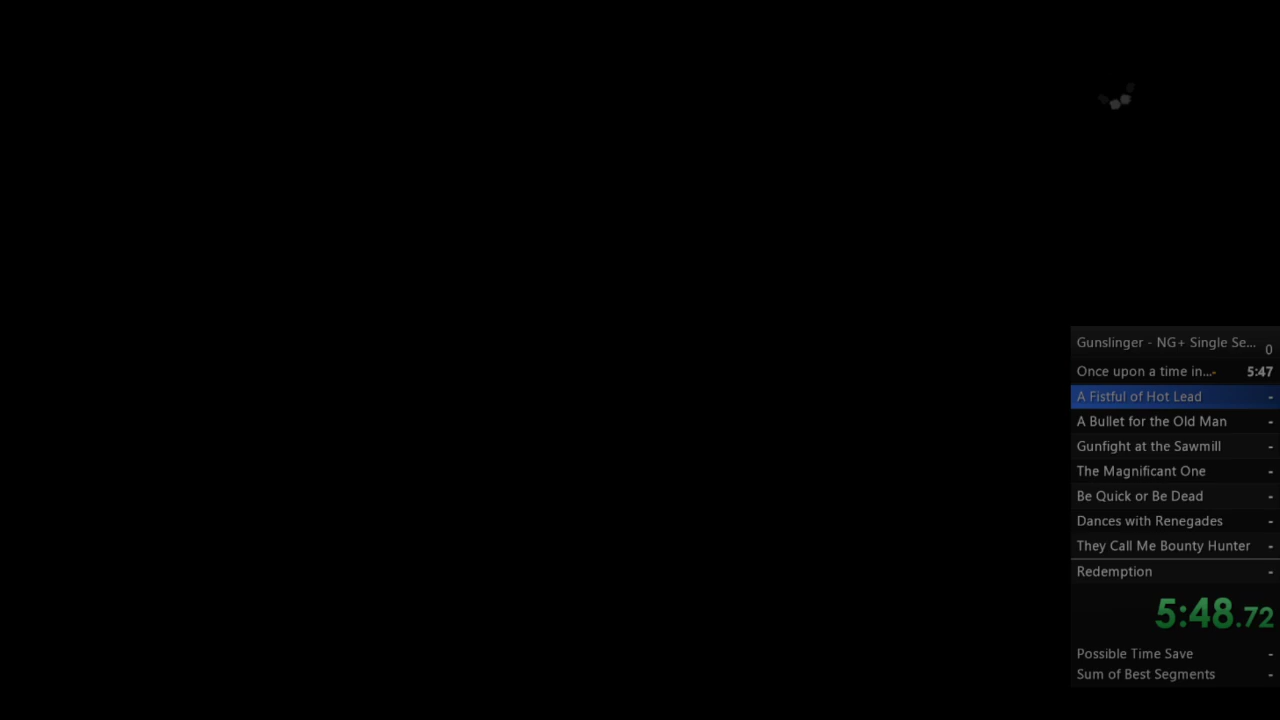 Gunslinger - NG+ Single Se... 0
Once upon a time in...- 5:47
A Fistful of Hot Lead -
A Bullet for the Old Man -
Gunfight at the Sawmill -
The Magnificant One -
Be Quick or Be Dead -
Dances with Renegades -
They Call Me Bounty Hunter -
Redemption -
5:48.72
Possible Time Save -
Sum of Best Segments -